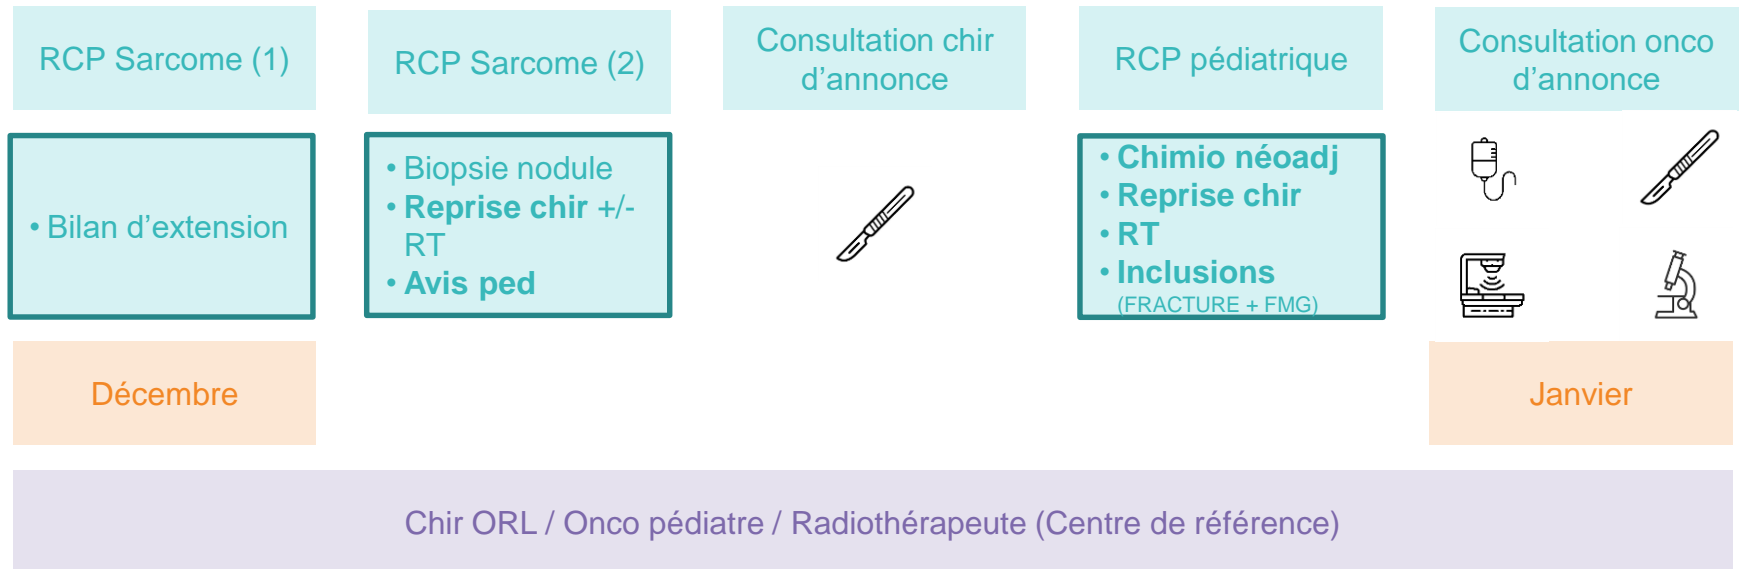 RCP Sarcome (1)
RCP Sarcome (2)
Consultation chir
d’annonce
RCP pédiatrique
Consultation onco
d’annonce
• Bilan d’extension
• Biopsie nodule
• Reprise chir +/-
RT
• Avis ped
• Chimio néoadj
• Reprise chir
• RT
• Inclusions
(FRACTURE + FMG)
Décembre
Janvier
Chir ORL / Onco pédiatre / Radiothérapeute (Centre de référence)